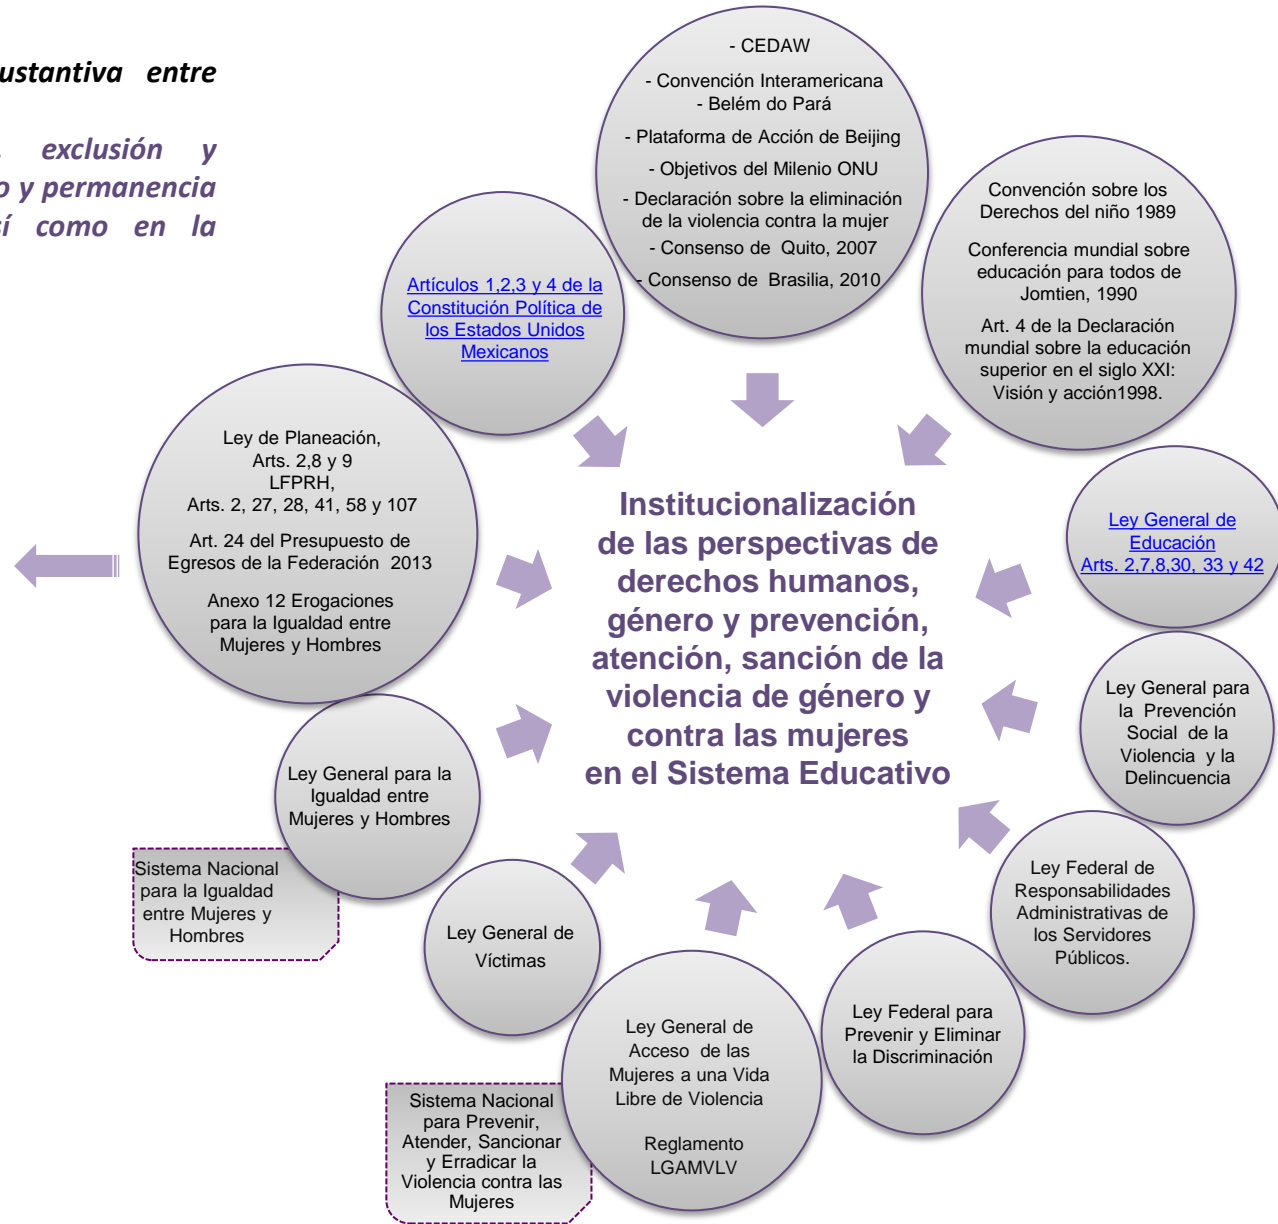 ustantiva entre
exclusión y
o y permanencia
sí como en la
- CEDAW
- Convención Interamericana
- Belém do Pará
- Plataforma de Acción de Beijing
- Objetivos del Milenio ONU
- Declaración sobre la eliminación
de la violencia contra la mujer
- Consenso de Quito, 2007
- Consenso de Brasilia, 2010
Convención sobre los
Derechos del niño 1989
Conferencia mundial sobre
educación para todos de
Jomtien, 1990
Art. 4 de la Declaración
mundial sobre la educación
superior en el siglo XXI:
Visión y acción1998.
Artículos 1,2,3 y 4 de la
Constitución Política de
los Estados Unidos
Mexicanos
Ley de Planeación,
Arts. 2,8 y 9
LFPRH,
Arts. 2, 27, 28, 41, 58 y 107
Art. 24 del Presupuesto de
Egresos de la Federación 2013
Anexo 12 Erogaciones
para la Igualdad entre
Mujeres y Hombres
Institucionalización
de las perspectivas de
derechos humanos,
género y prevención,
atención, sanción de la
violencia de género y
contra las mujeres
en el Sistema Educativo
Ley General de
Educación
Arts. 2,7,8,30, 33 y 42
Ley General para
la Prevención
Social de la
Violencia y la
Delincuencia
Ley General para la
Igualdad entre
Mujeres y Hombres
Sistema Nacional
para la Igualdad
entre Mujeres y
Hombres
Ley General de
Víctimas
Ley Federal de
Responsabilidades
Administrativas de
los Servidores
Públicos.
Ley Federal para
Prevenir y Eliminar
la Discriminación
Ley General de
Acceso de las
Mujeres a una Vida
Libre de Violencia
Reglamento
LGAMVLV
Sistema Nacional
para Prevenir,
Atender, Sancionar
y Erradicar la
Violencia contra las
Mujeres